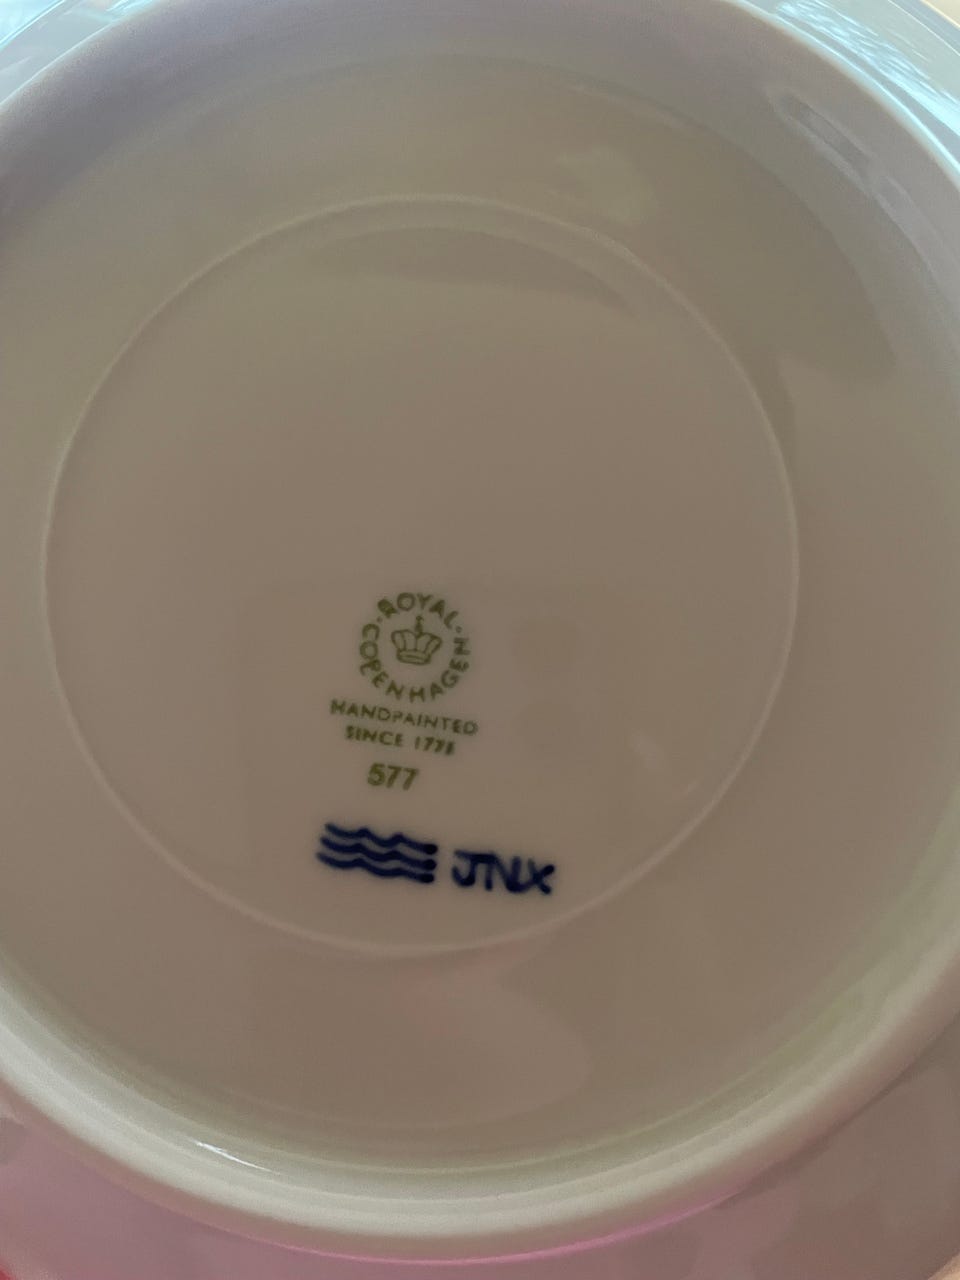 ROYAL COPENHAGEN
HANDPAINTED
SINCE 1775
577
JNX